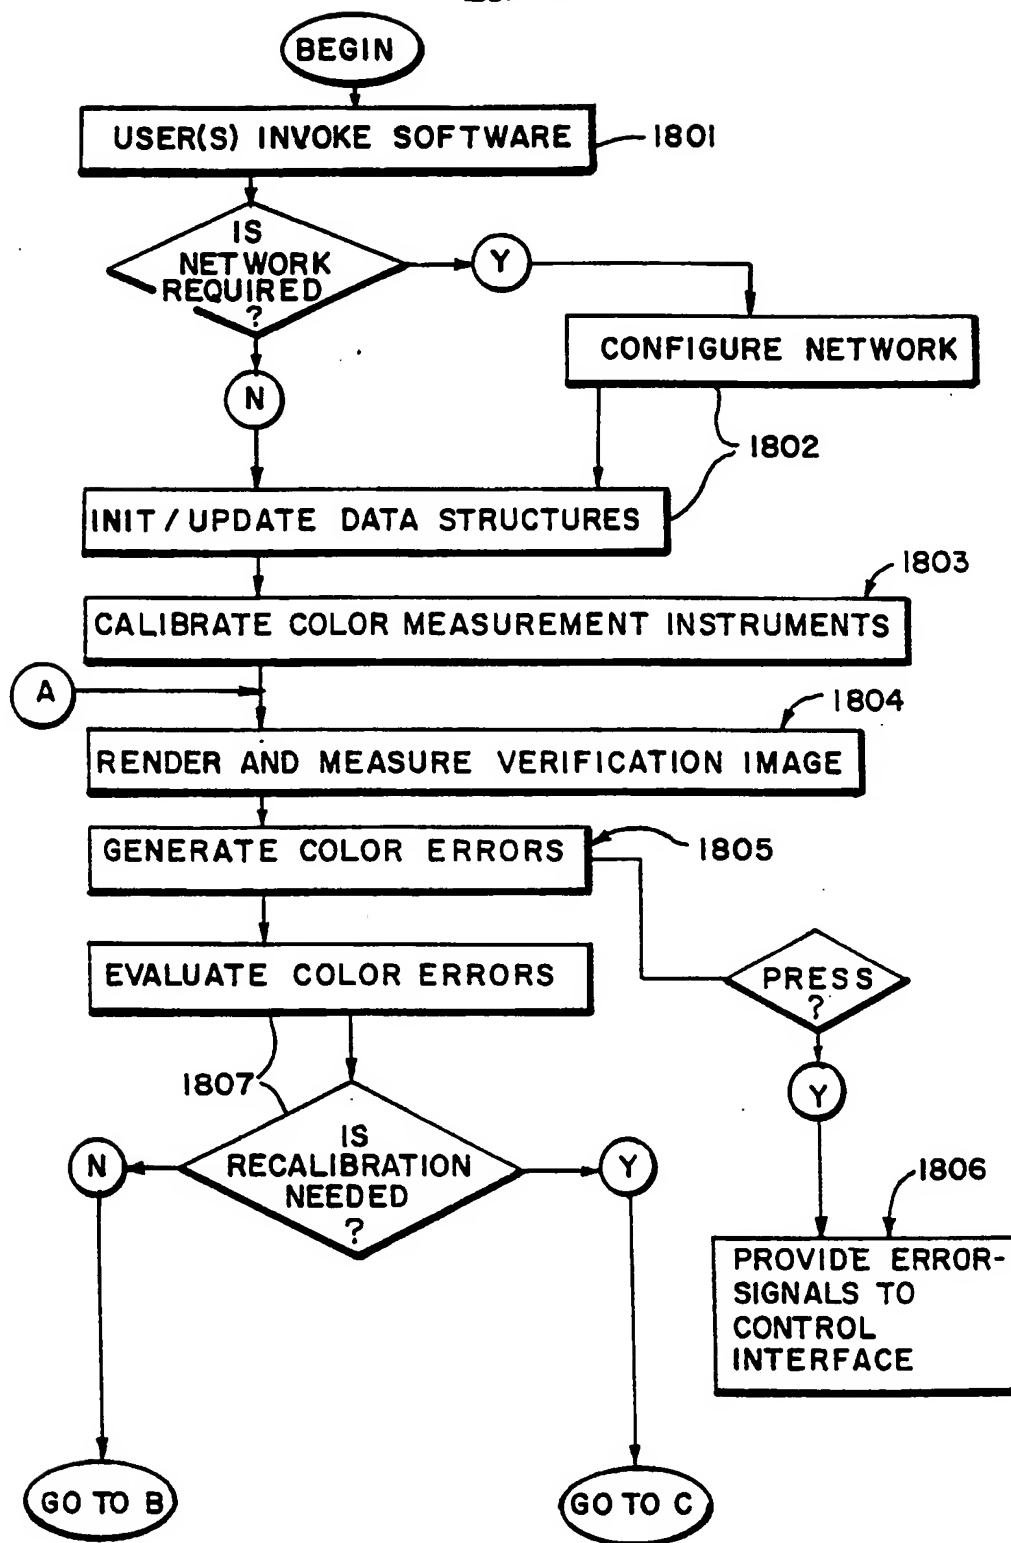 BEGIN
USER(S) INVOKE SOFTWARE
1801
IS
NETWORK
REQUIRED
?
Y
CONFIGURE NETWORK
N
1802
INIT / UPDATE DATA STRUCTURES
1803
CALIBRATE COLOR MEASUREMENT INSTRUMENTS
A
1804
RENDER AND MEASURE VERIFICATION IMAGE
GENERATE COLOR ERRORS
1805
EVALUATE COLOR ERRORS
PRESS
?
1807
Y
IS
RECALIBRATION
NEEDED
?
N
Y
1806
PROVIDE ERROR-
SIGNALS TO
CONTROL
INTERFACE
GO TO B
GO TO C